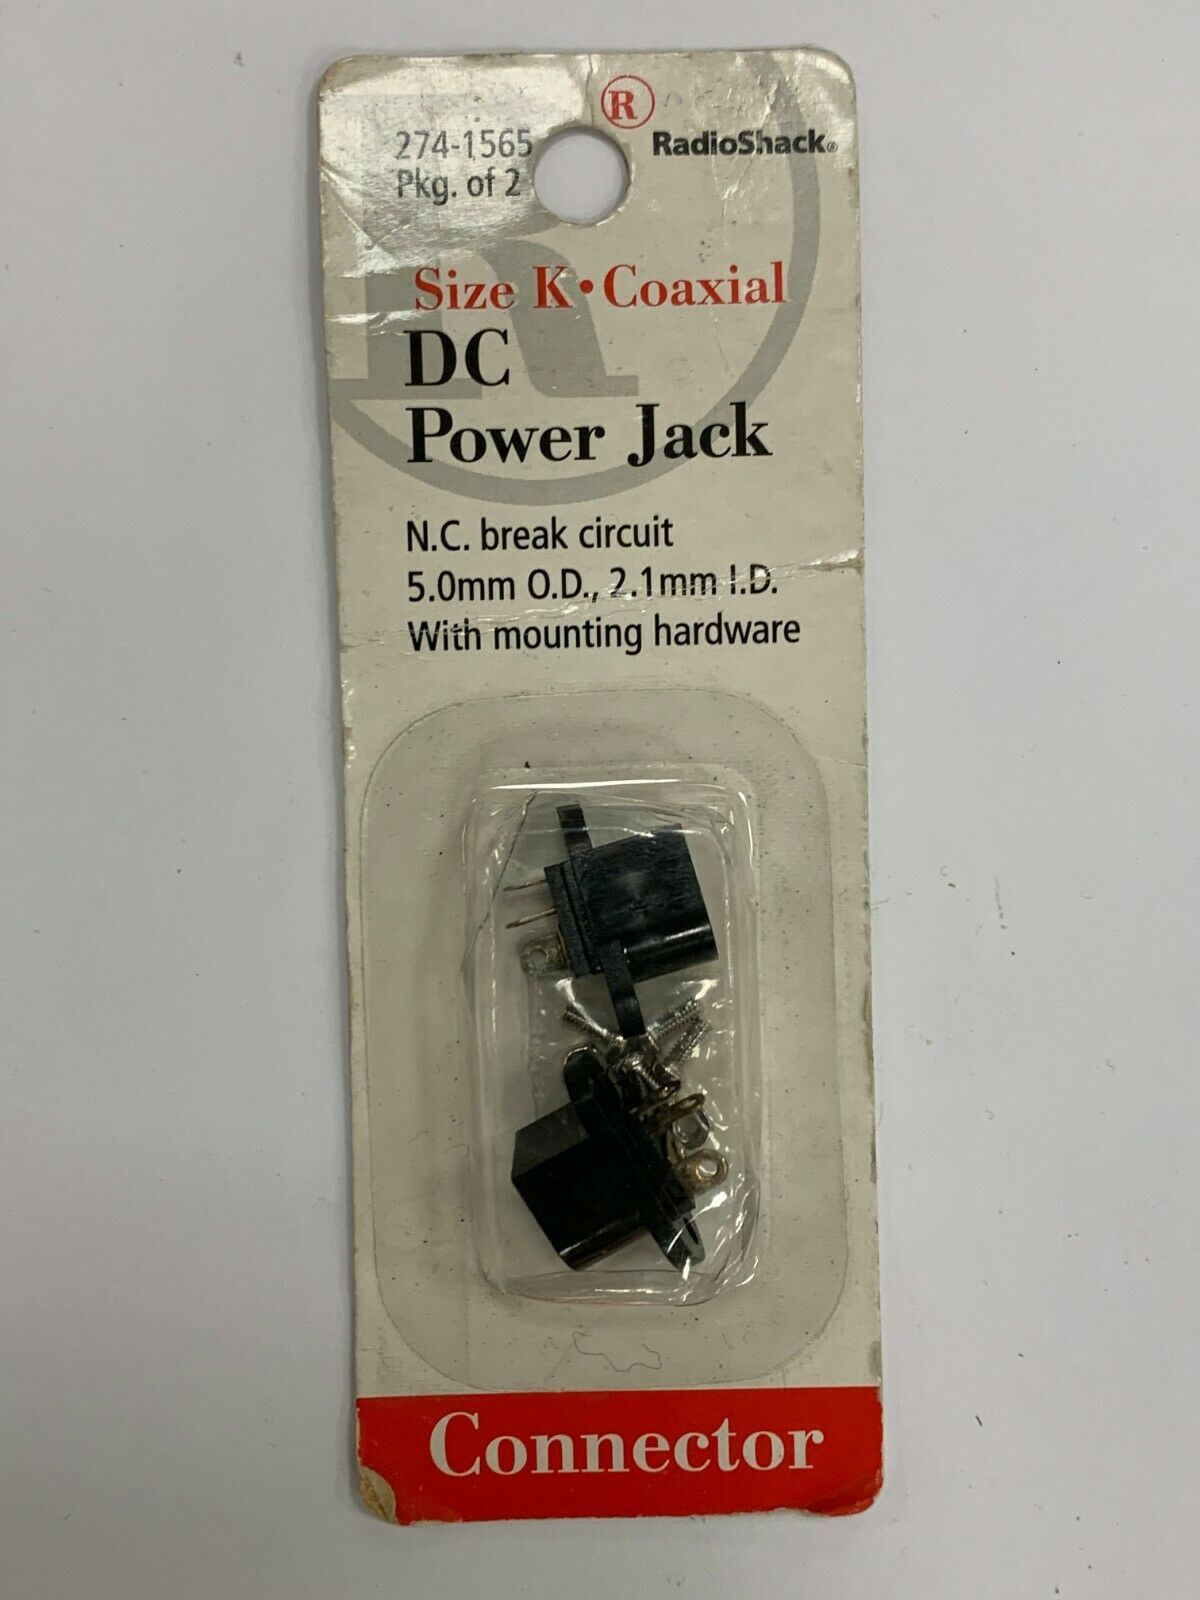 274-1565
Pkg. of 2
R
RadioShack®
Size K • Coaxial
DC
Power Jack
N.C. break circuit
5.0mm O.D., 2.1mm I.D.
With mounting hardware
Connector